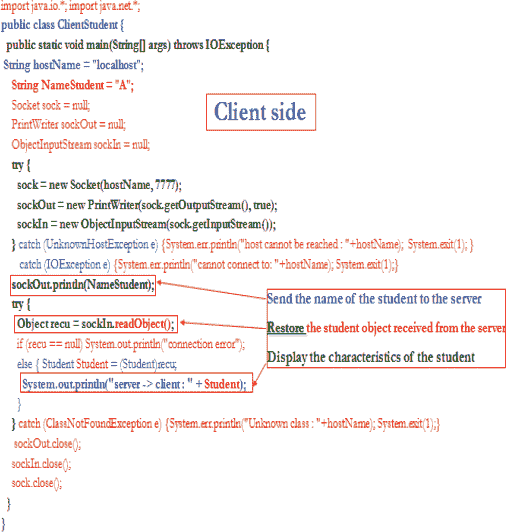 import java.io.*; import java.net.*;
public class ClientStudent {
public static void main(String[] args) throws IOException {
String hostName = "localhost";
String NameStudent = "A";
Socket sock = null;
PrintWriter sockOut = null;
ObjectInputStream sockIn = null;
Client side
try {
sock = new Socket(hostName, 7777);
sockOut = new PrintWriter(sock.getOutputStream(), true);
sockIn = new ObjectInputStream(sock.getInputStream());
} catch (UnknownHostException e) {System.err.println("host cannot be reached : "+hostName); System.exit(1); }
catch (IOException e) {System.err.println("cannot connect to: "+hostName); System.exit(1);}
sockOut.println(NameStudent);
Send the name of the student to the server
try {
Object recu = sockIn.readObject();
Restore the student object received from the server
if (recu == null) System.out.println("connection error");
else { Student Student = (Student)recu;
Display the characteristics of the student
System.out.println("server -> client : " + Student);
}
} catch (ClassNotFoundException e) {System.err.println("Unknown class : "+hostName); System.exit(1);}
sockOut.close();
sockIn.close();
sock.close();
}
}